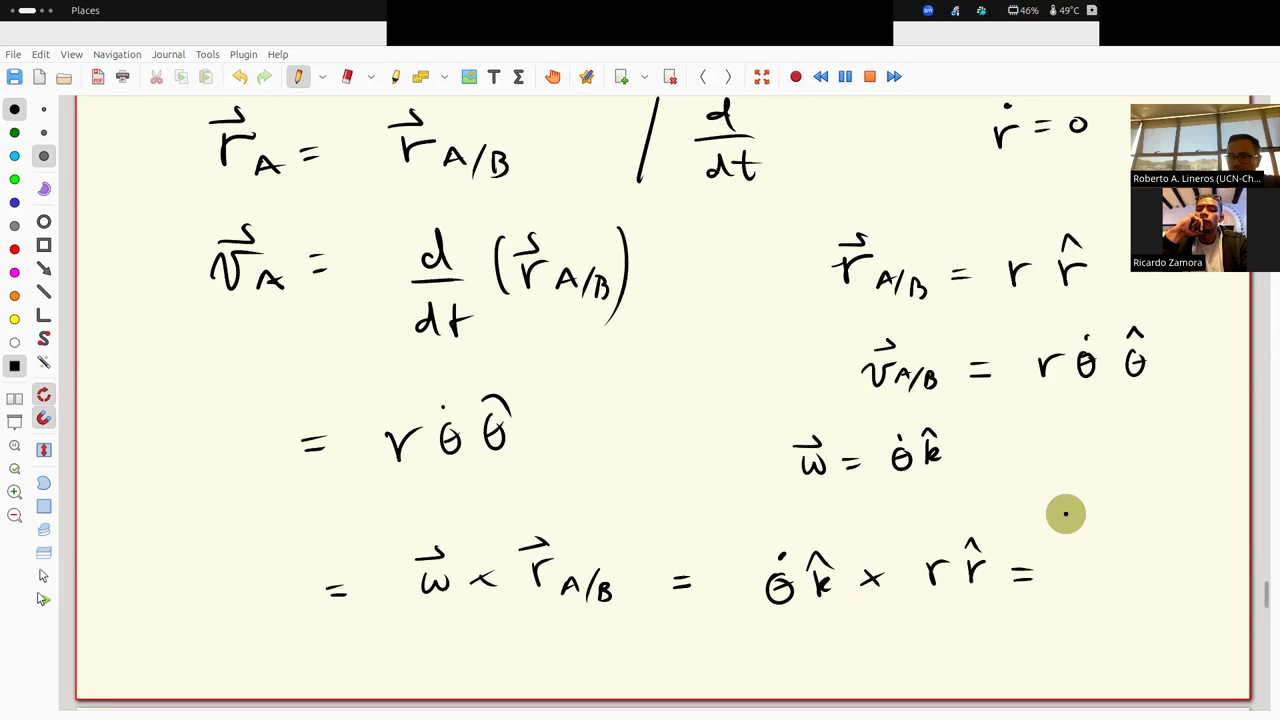 Places
46% 49°C
File Edit View Navigation Journal Tools Plugin Help
r⃗_A = r⃗_A/B / d/dt ṙ = 0
v⃗_A = d/dt (r⃗_A/B) r⃗_A/B = r r̂
v⃗_A/B = r θ̇ θ̂
= r θ̇ θ̂ ω⃗ = θ̇ k̂
= ω⃗ × r⃗_A/B = θ̇ k̂ × r r̂ =
Roberto A. Lineros (UCN-Ch...
Ricardo Zamora